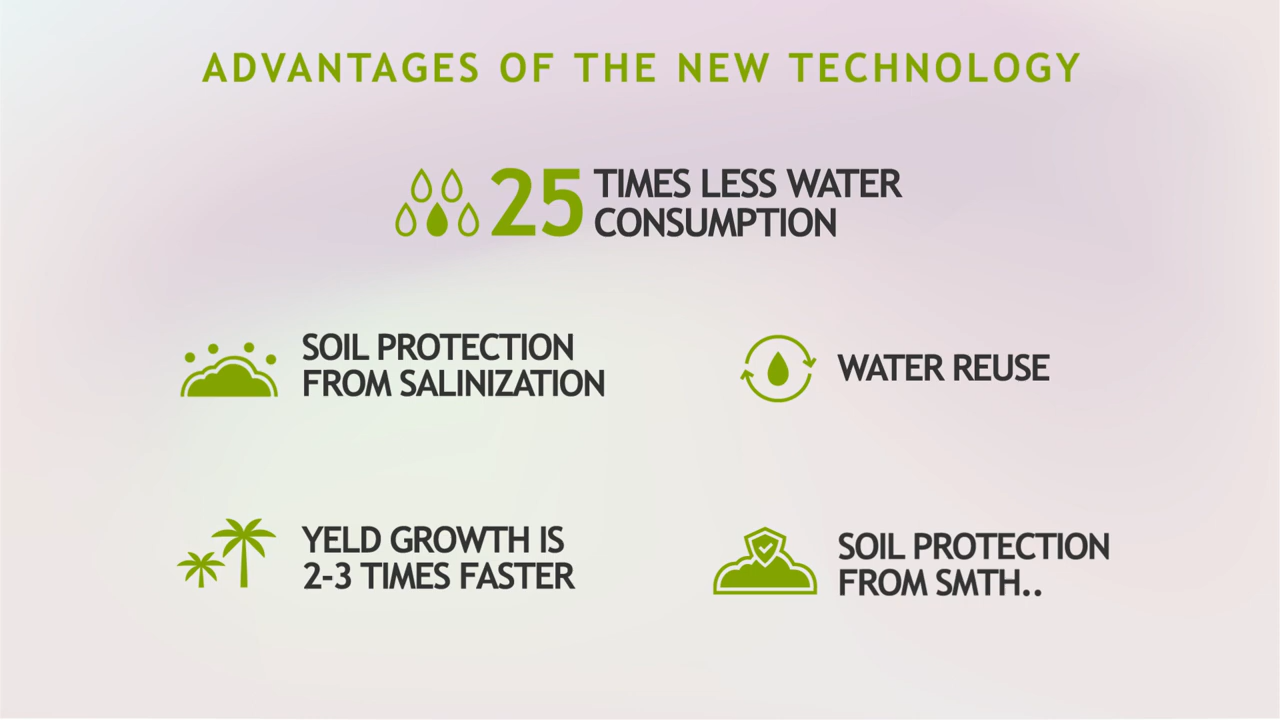 ADVANTAGES OF THE NEW TECHNOLOGY
25 TIMES LESS WATER
CONSUMPTION
SOIL PROTECTION
FROM SALINIZATION
WATER REUSE
YELD GROWTH IS
2-3 TIMES FASTER
SOIL PROTECTION
FROM SMTH..